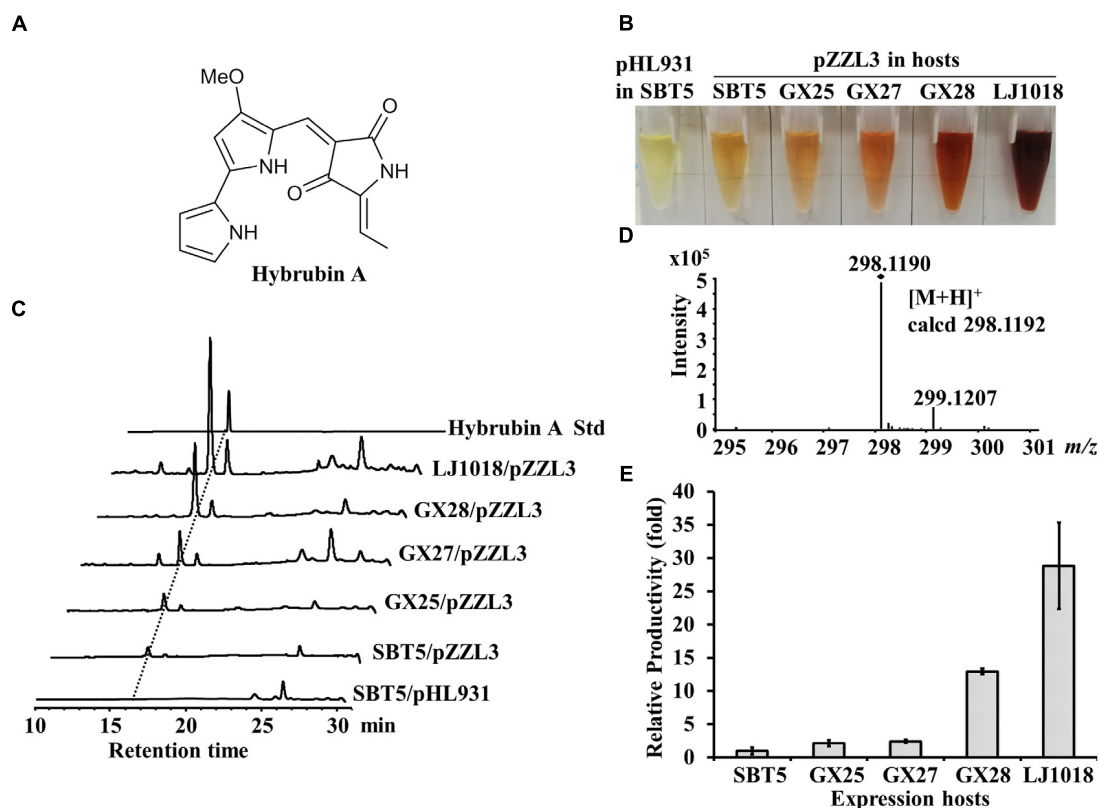 A
MeO
O
NH
O
NH
NH
Hybrubin A
B
pHL931
in SBT5
pZZL3 in hosts
SBT5 GX25 GX27 GX28 LJ1018
C
Hybrubin A Std
LJ1018/pZZL3
GX28/pZZL3
GX27/pZZL3
GX25/pZZL3
SBT5/pZZL3
SBT5/pHL931
10 15 20 25 30 min
Retention time
D
x10⁵
5
4
3
2
1
0
Intensity
298.1190
[M+H]⁺
calcd 298.1192
299.1207
295 296 297 298 299 300 301 m/z
E
40
35
30
25
20
15
10
5
0
Relative Productivity (fold)
SBT5 GX25 GX27 GX28 LJ1018
Expression hosts